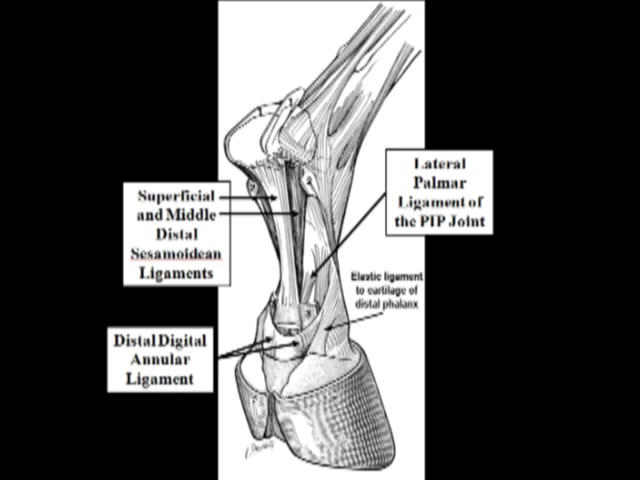 Lateral
Palmar
Ligament of
the PIP Joint
Superficial
and Middle
Distal
Sesamoidean
Ligaments
Elastic ligament
to cartilage of
distal phalanx
Distal Digital
Annular
Ligament